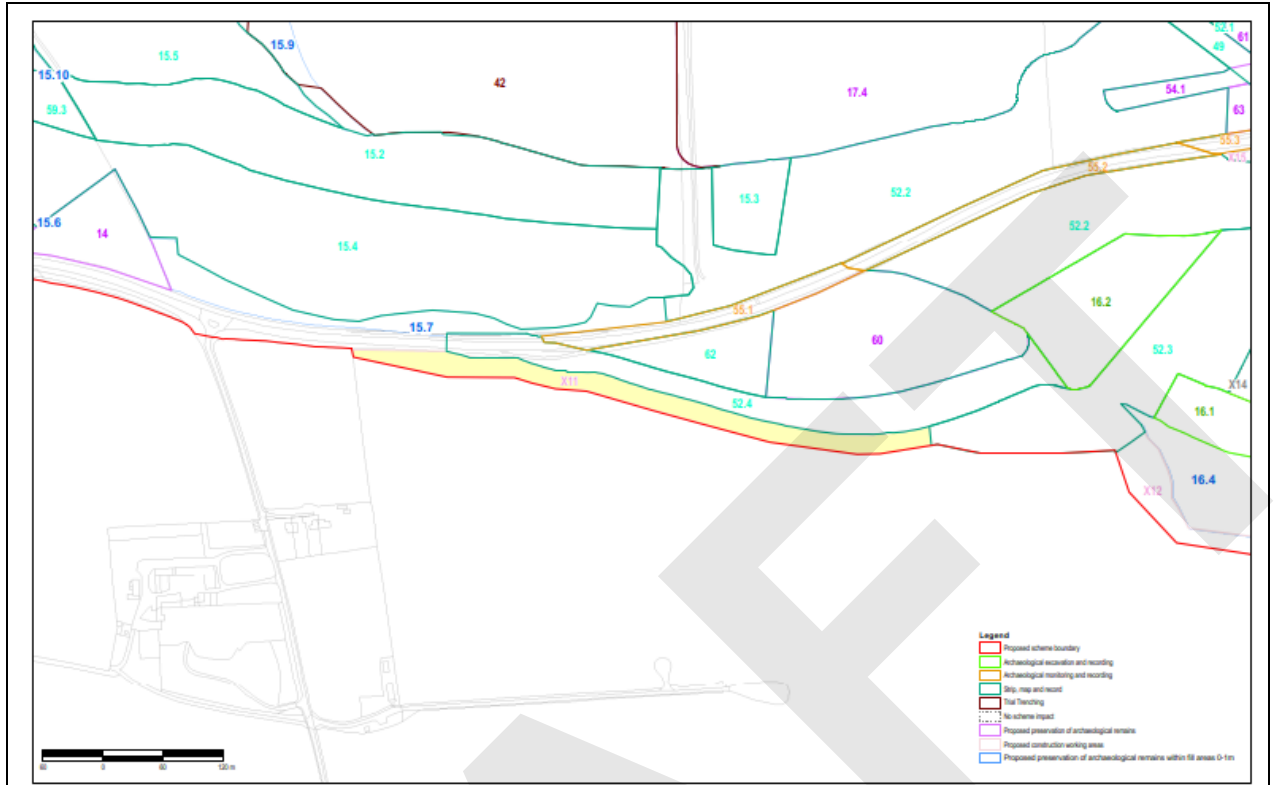 52.1
61
15.9
49
15.5
15.10
42
17.4
54.1
59.3
63
55.3
15.2
X15
55.2
15.3
52.2
15.6
14
52.2
15.4
16.2
55.1
15.7
60
62
52.3
X11
X14
52.4
16.1
16.4
X12
Legend
Proposed scheme boundary
Archaeological excavation and recording
Archaeological monitoring and recording
Strip, map and record
Trial Trenching
No scheme impact
Proposed preservation of archaeological remains
Proposed construction working areas
Proposed preservation of archaeological remains within fill areas 0-1m
60 0 60 120 m